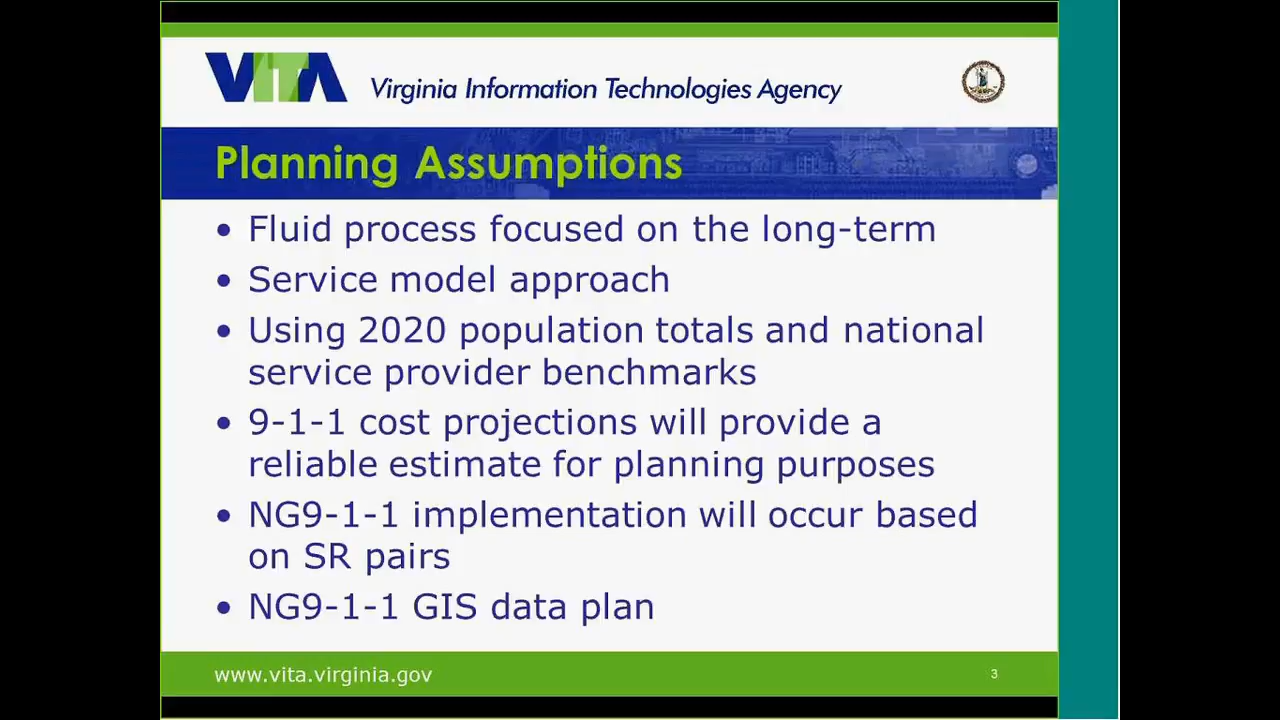 VITA
Virginia Information Technologies Agency
Planning Assumptions
• Fluid process focused on the long-term
• Service model approach
• Using 2020 population totals and national
service provider benchmarks
• 9-1-1 cost projections will provide a
reliable estimate for planning purposes
• NG9-1-1 implementation will occur based
on SR pairs
• NG9-1-1 GIS data plan
www.vita.virginia.gov
3